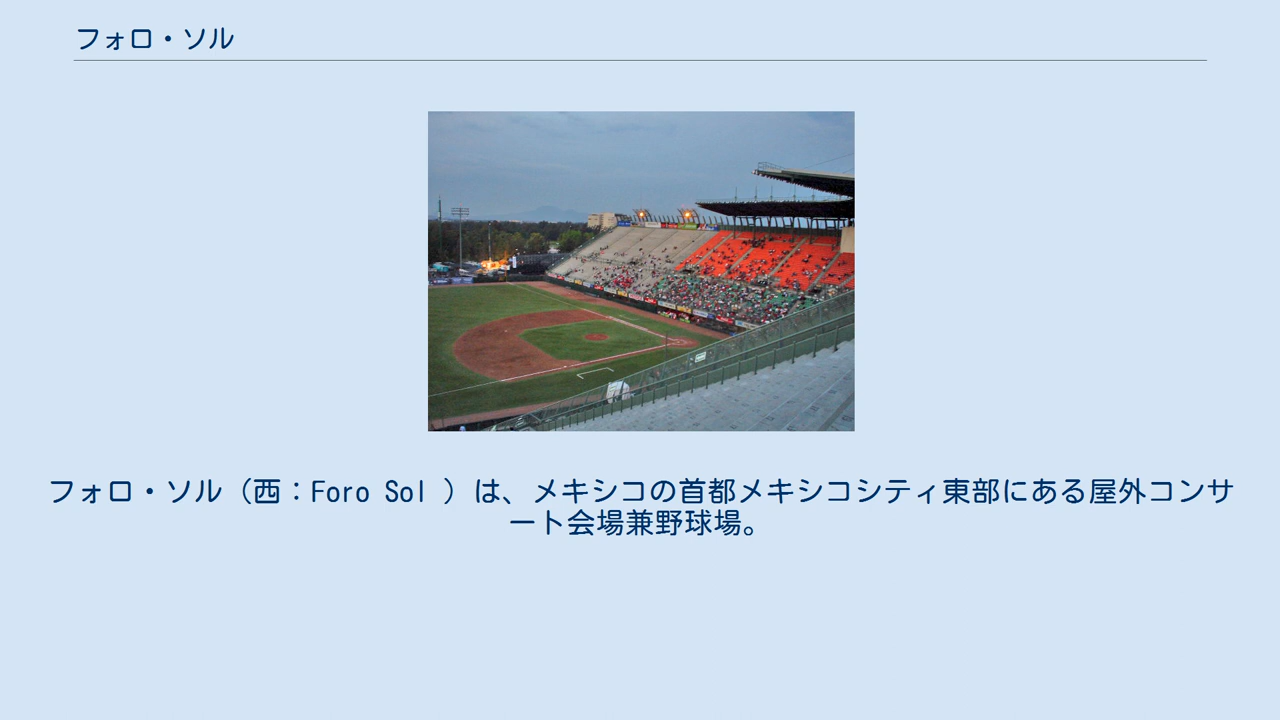 フォロ・ソル
フォロ・ソル（西：Foro Sol ）は、メキシコの首都メキシコシティ東部にある屋外コンサ
ート会場兼野球場。